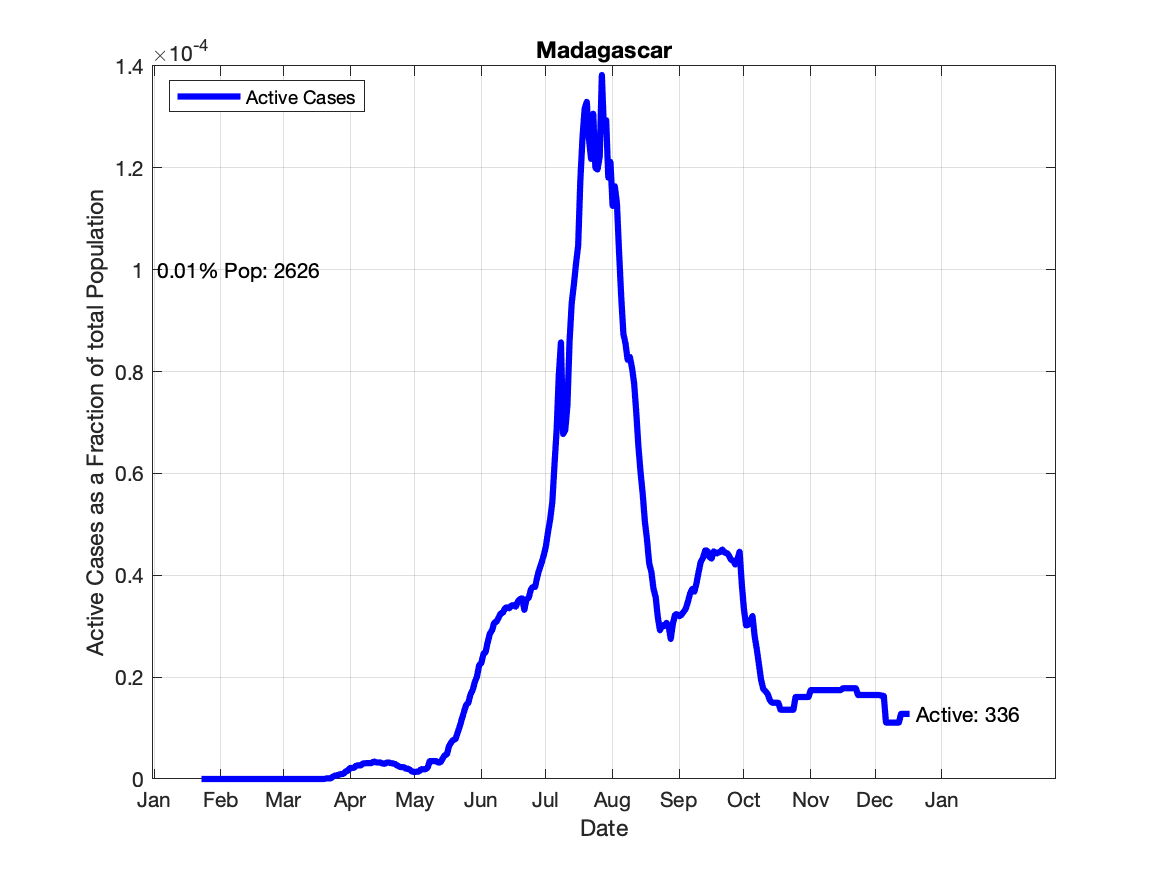 Madagascar
×10-4
1.4
1.2
1
0.8
0.6
0.4
0.2
0
Active Cases as a Fraction of total Population
Active Cases
0.01% Pop: 2626
Active: 336
Jan Feb Mar Apr May Jun Jul Aug Sep Oct Nov Dec Jan
Date